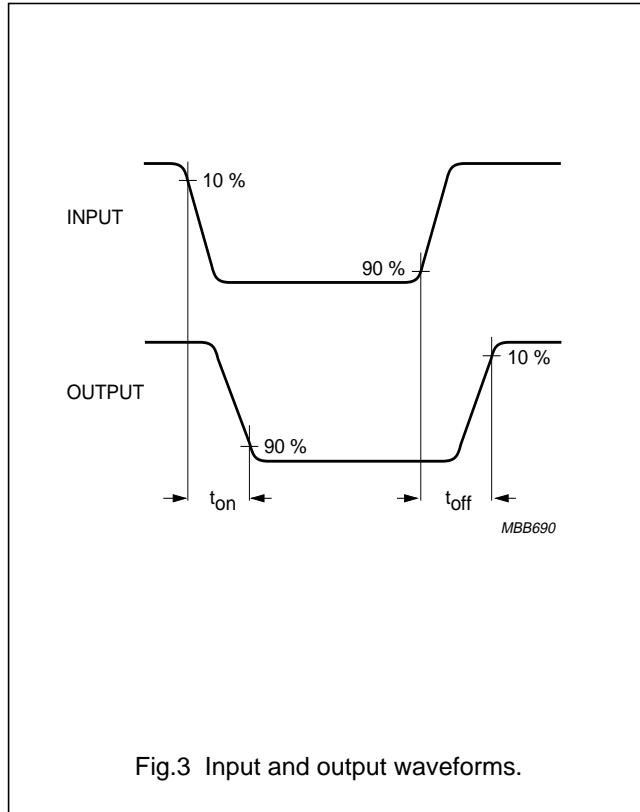 10 %
INPUT
90 %
10 %
OUTPUT
90 %
ton
toff
MBB690
Fig.3 Input and output waveforms.